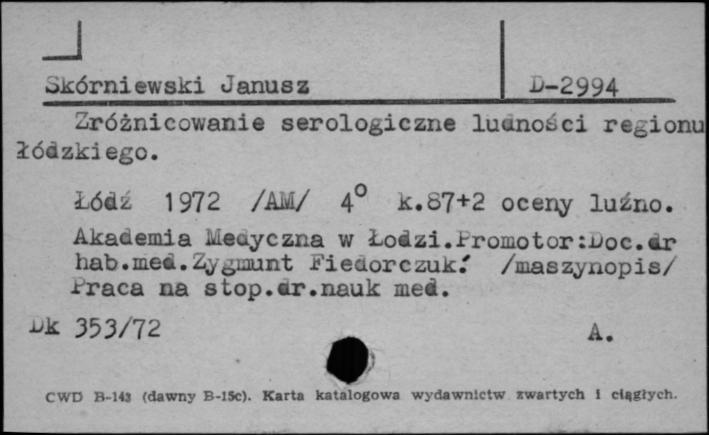 Skórniewski Janusz D-2994
Zróżnicowanie serologiczne ludności regionu
łódzkiego.
Łódź 1972 /AM/ 4° k.87+2 oceny luźno.
Akademia Medyczna w Łodzi.Promotor:Doc.dr
hab.med.Zygmunt Fiedorczuk. /maszynopis/
Praca na stop.dr.nauk med.
Dk 353/72 A.
CWD B-143 (dawny B-15c). Karta katalogowa wydawnictw zwartych i ciągłych.